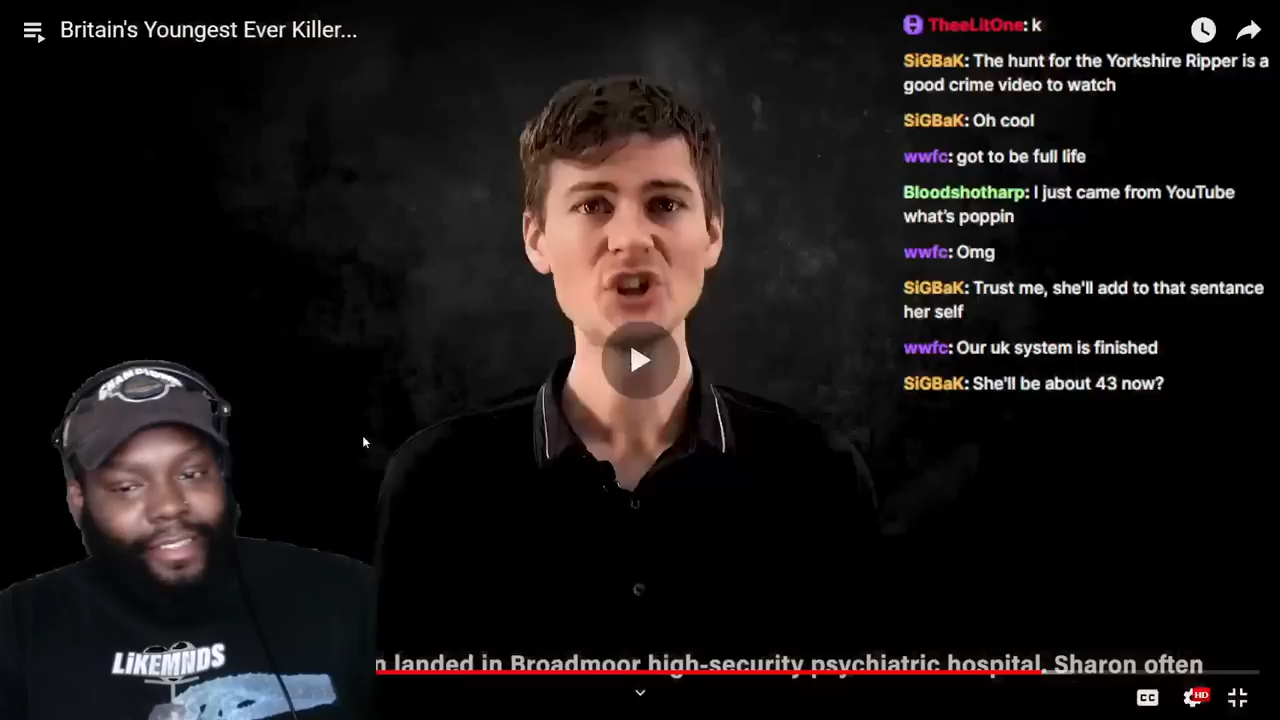 Britain's Youngest Ever Killer...
TheeLitOne: k
SiGBaK: The hunt for the Yorkshire Ripper is a
good crime video to watch
SiGBaK: Oh cool
wwfc: got to be full life
Bloodshotharp: I just came from YouTube
what's poppin
wwfc: Omg
SiGBaK: Trust me, she'll add to that sentance
her self
wwfc: Our uk system is finished
SiGBaK: She'll be about 43 now?
CHAMPIONS
LiKEMNDS
n landed in Broadmoor high-security psychiatric hospital. Sharon often
CC
HD